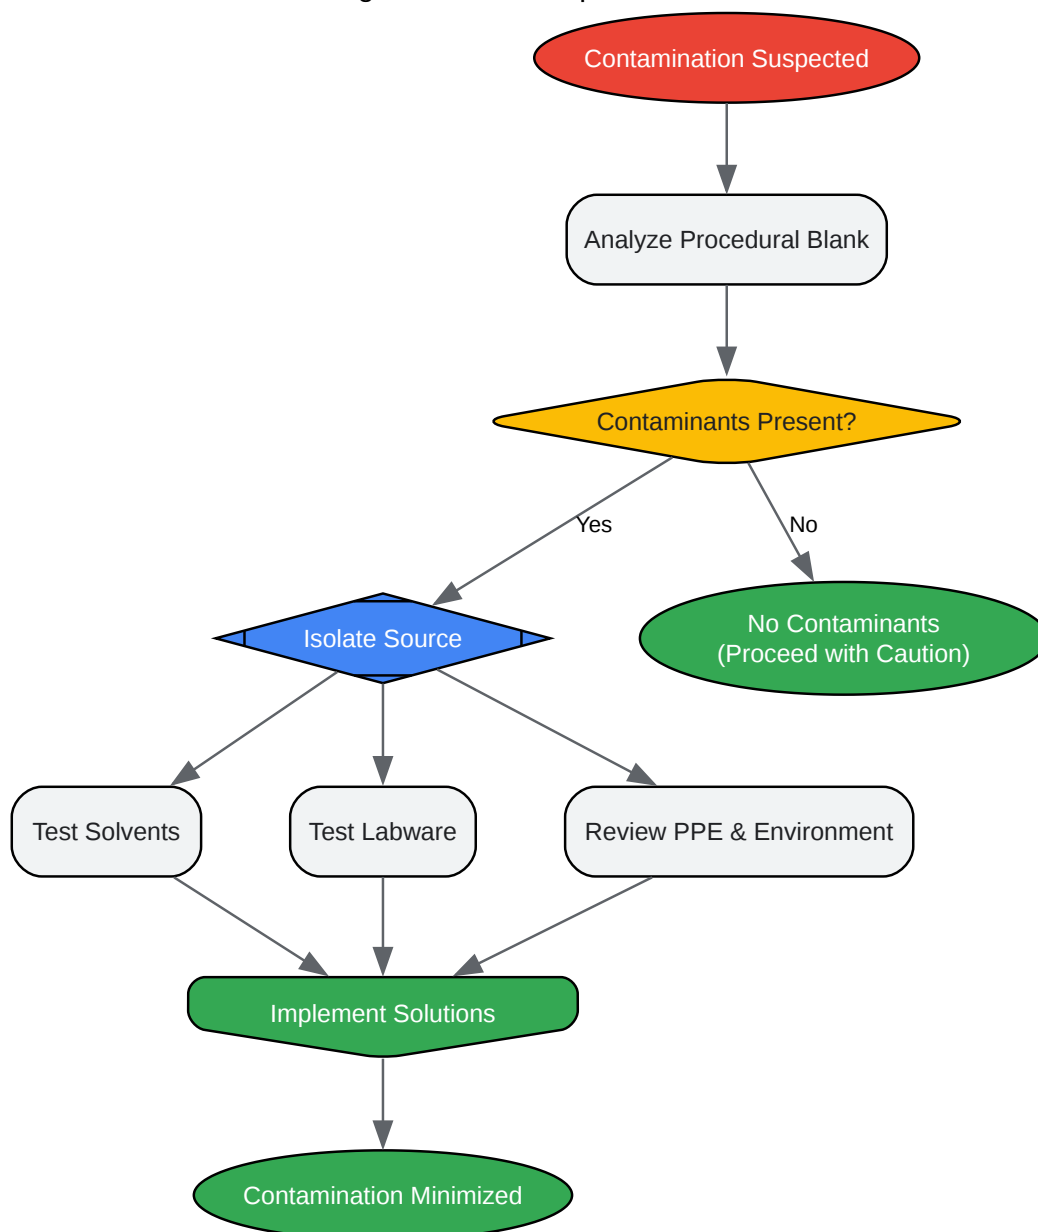 Contamination Suspected
Analyze Procedural Blank
Contaminants Present?
Yes
No
Isolate Source
No Contaminants
(Proceed with Caution)
Test Solvents
Test Labware
Review PPE & Environment
Implement Solutions
Contamination Minimized